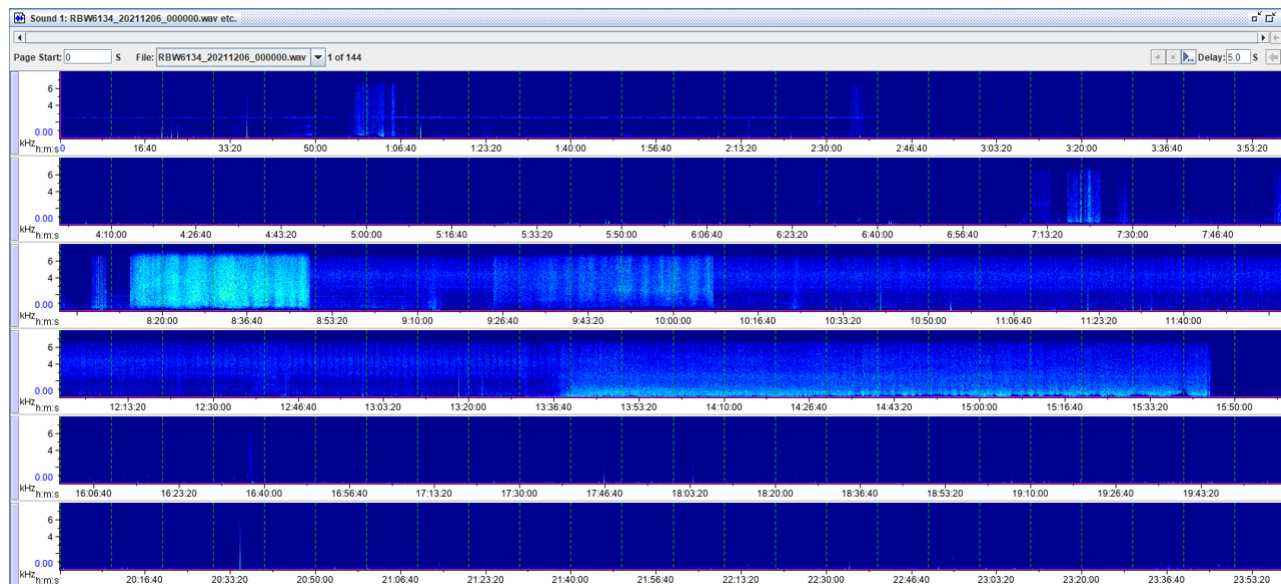 Sound 1: RBW6134_20211206_000000.wav etc.
Page Start: 0 S File: RBW6134_20211206_000000.wav 1 of 144 Delay: 5.0 S
6
4
0.00
kHz
h:m:s 0 16:40 33:20 50:00 1:06:40 1:23:20 1:40:00 1:56:40 2:13:20 2:30:00 2:46:40 3:03:20 3:20:00 3:36:40 3:53:20
6
4
0.00
kHz
h:m:s 4:10:00 4:26:40 4:43:20 5:00:00 5:16:40 5:33:20 5:50:00 6:06:40 6:23:20 6:40:00 6:56:40 7:13:20 7:30:00 7:46:40
6
4
0.00
kHz
h:m:s 8:20:00 8:36:40 8:53:20 9:10:00 9:26:40 9:43:20 10:00:00 10:16:40 10:33:20 10:50:00 11:06:40 11:23:20 11:40:00
6
4
0.00
kHz
h:m:s 12:13:20 12:30:00 12:46:40 13:03:20 13:20:00 13:36:40 13:53:20 14:10:00 14:26:40 14:43:20 15:00:00 15:16:40 15:33:20 15:50:00
6
4
0.00
kHz
h:m:s 16:06:40 16:23:20 16:40:00 16:56:40 17:13:20 17:30:00 17:46:40 18:03:20 18:20:00 18:36:40 18:53:20 19:10:00 19:26:40 19:43:20
6
4
0.00
kHz
h:m:s 20:16:40 20:33:20 20:50:00 21:06:40 21:23:20 21:40:00 21:56:40 22:13:20 22:30:00 22:46:40 23:03:20 23:20:00 23:36:40 23:53:20